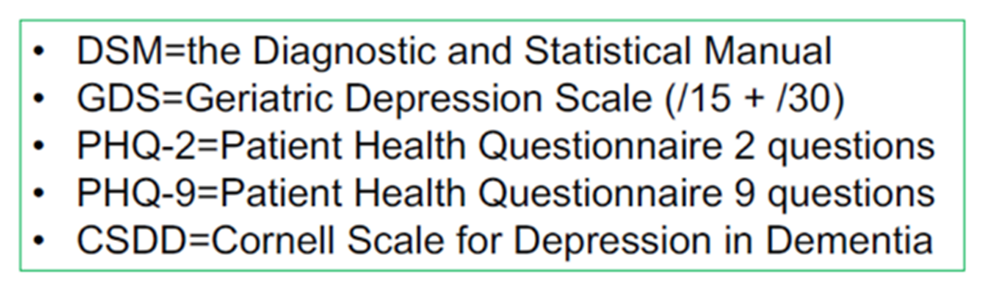 • DSM=the Diagnostic and Statistical Manual
• GDS=Geriatric Depression Scale (/15 + /30)
• PHQ-2=Patient Health Questionnaire 2 questions
• PHQ-9=Patient Health Questionnaire 9 questions
• CSDD=Cornell Scale for Depression in Dementia